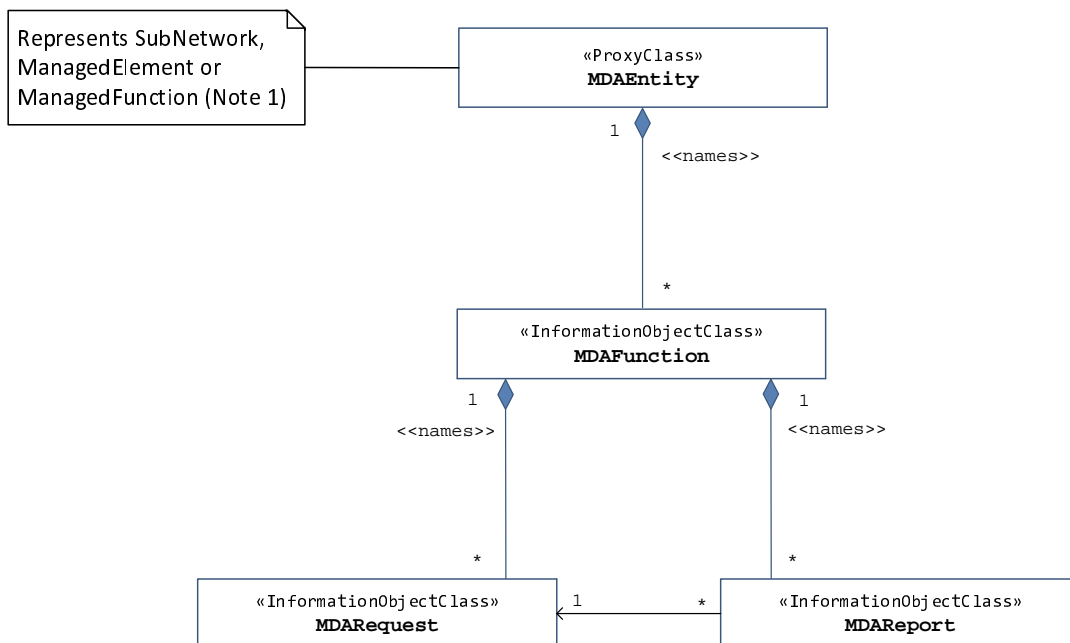 Represents SubNetwork,
ManagedElement or
ManagedFunction (Note 1)
«ProxyClass»
MDAEntity
1
<<names>>
*
«InformationObjectClass»
MDAFunction
1
<<names>>
*
1
<<names>>
*
«InformationObjectClass»
MDARequest
1
*
«InformationObjectClass»
MDAReport